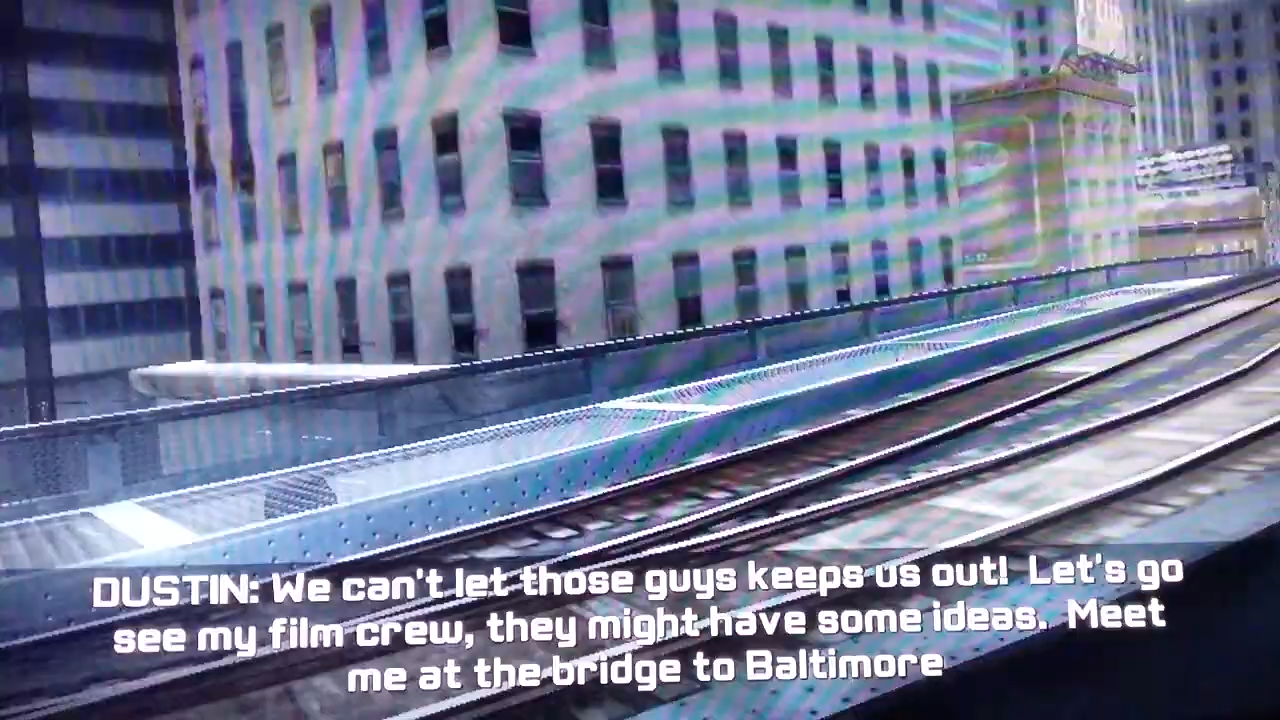 DUSTIN: We can't let those guys keeps us out! Let's go
see my film crew, they might have some ideas. Meet
me at the bridge to Baltimore